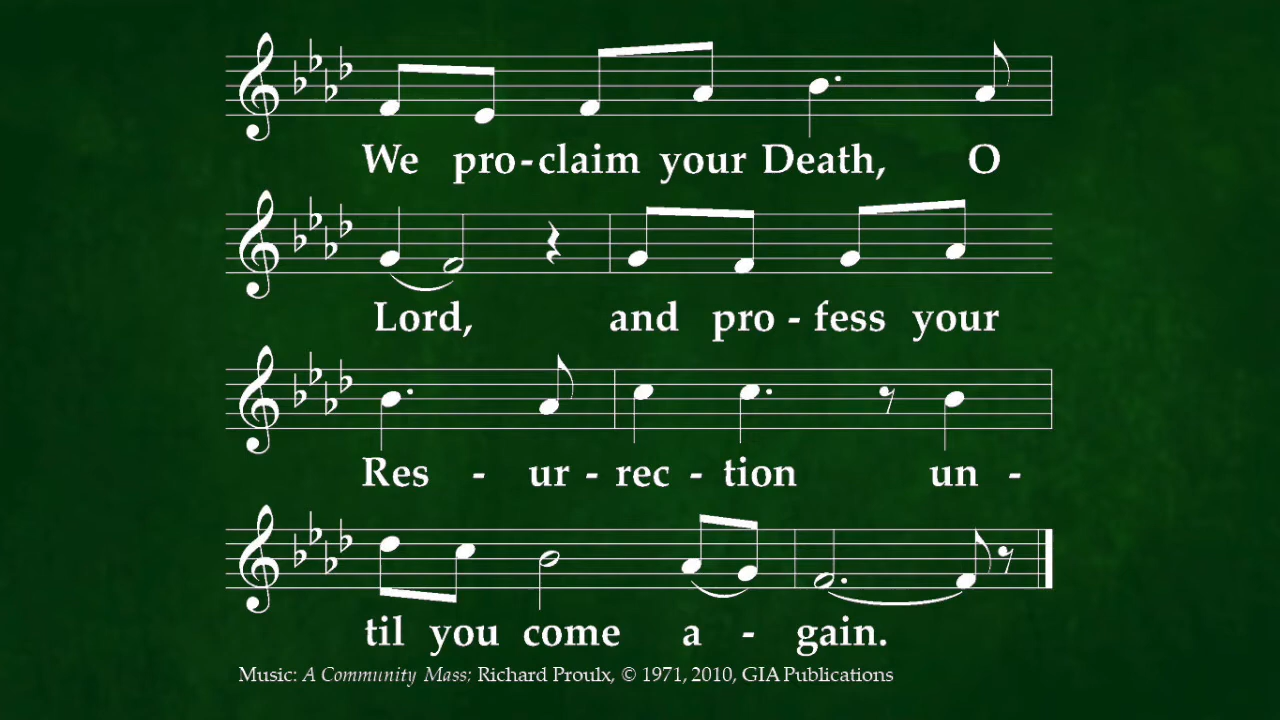 We pro-claim your Death, O
Lord, and pro - fess your
Res - ur - rec - tion un -
til you come a - gain.
Music: A Community Mass; Richard Proulx, © 1971, 2010, GIA Publications